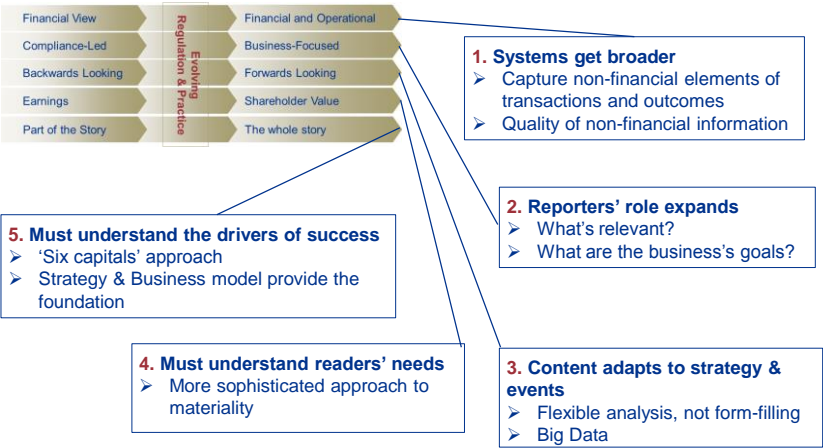 Financial View
Financial and Operational
Compliance-Led
Business-Focused
Backwards Looking
Forwards Looking
Earnings
Shareholder Value
Part of the Story
The whole story
Evolving
Regulation & Practice
1. Systems get broader
➢ Capture non-financial elements of
transactions and outcomes
➢ Quality of non-financial information
2. Reporters’ role expands
➢ What’s relevant?
➢ What are the business’s goals?
5. Must understand the drivers of success
➢ ‘Six capitals’ approach
➢ Strategy & Business model provide the
foundation
4. Must understand readers’ needs
➢ More sophisticated approach to
materiality
3. Content adapts to strategy &
events
➢ Flexible analysis, not form-filling
➢ Big Data